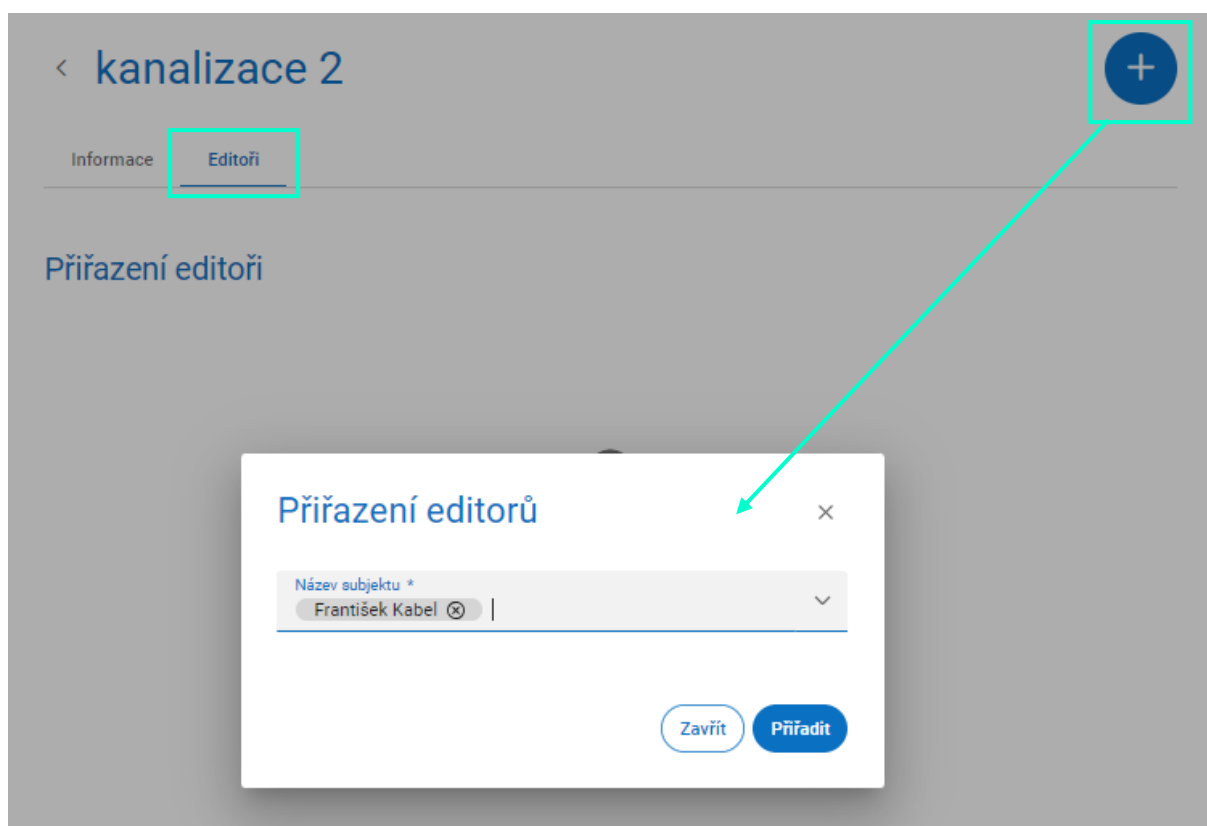 kanalizace 2
Informace Editoři
Přiřazení editoři
Přiřazení editorů
Název subjektu *
František Kabel
Zavřít Přiřadit